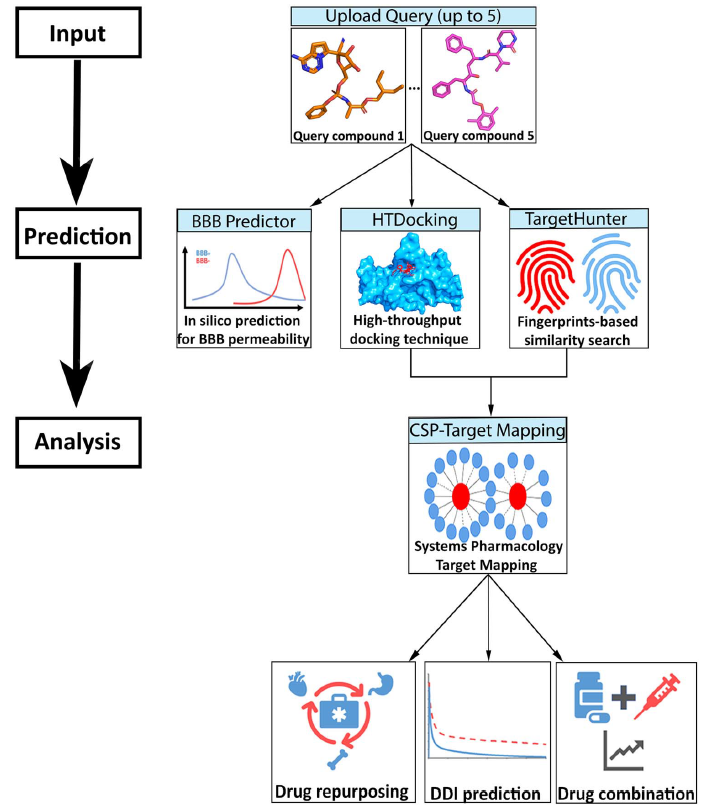 Input
Upload Query (up to 5)
...
Query compound 1
Query compound 5
Prediction
BBB Predictor
HTDocking
TargetHunter
BBB-
BBB-
In silico prediction
for BBB permeability
High-throughput
docking technique
Fingerprints-based
similarity search
Analysis
CSP-Target Mapping
Systems Pharmacology
Target Mapping
Drug repurposing
DDI prediction
Drug combination